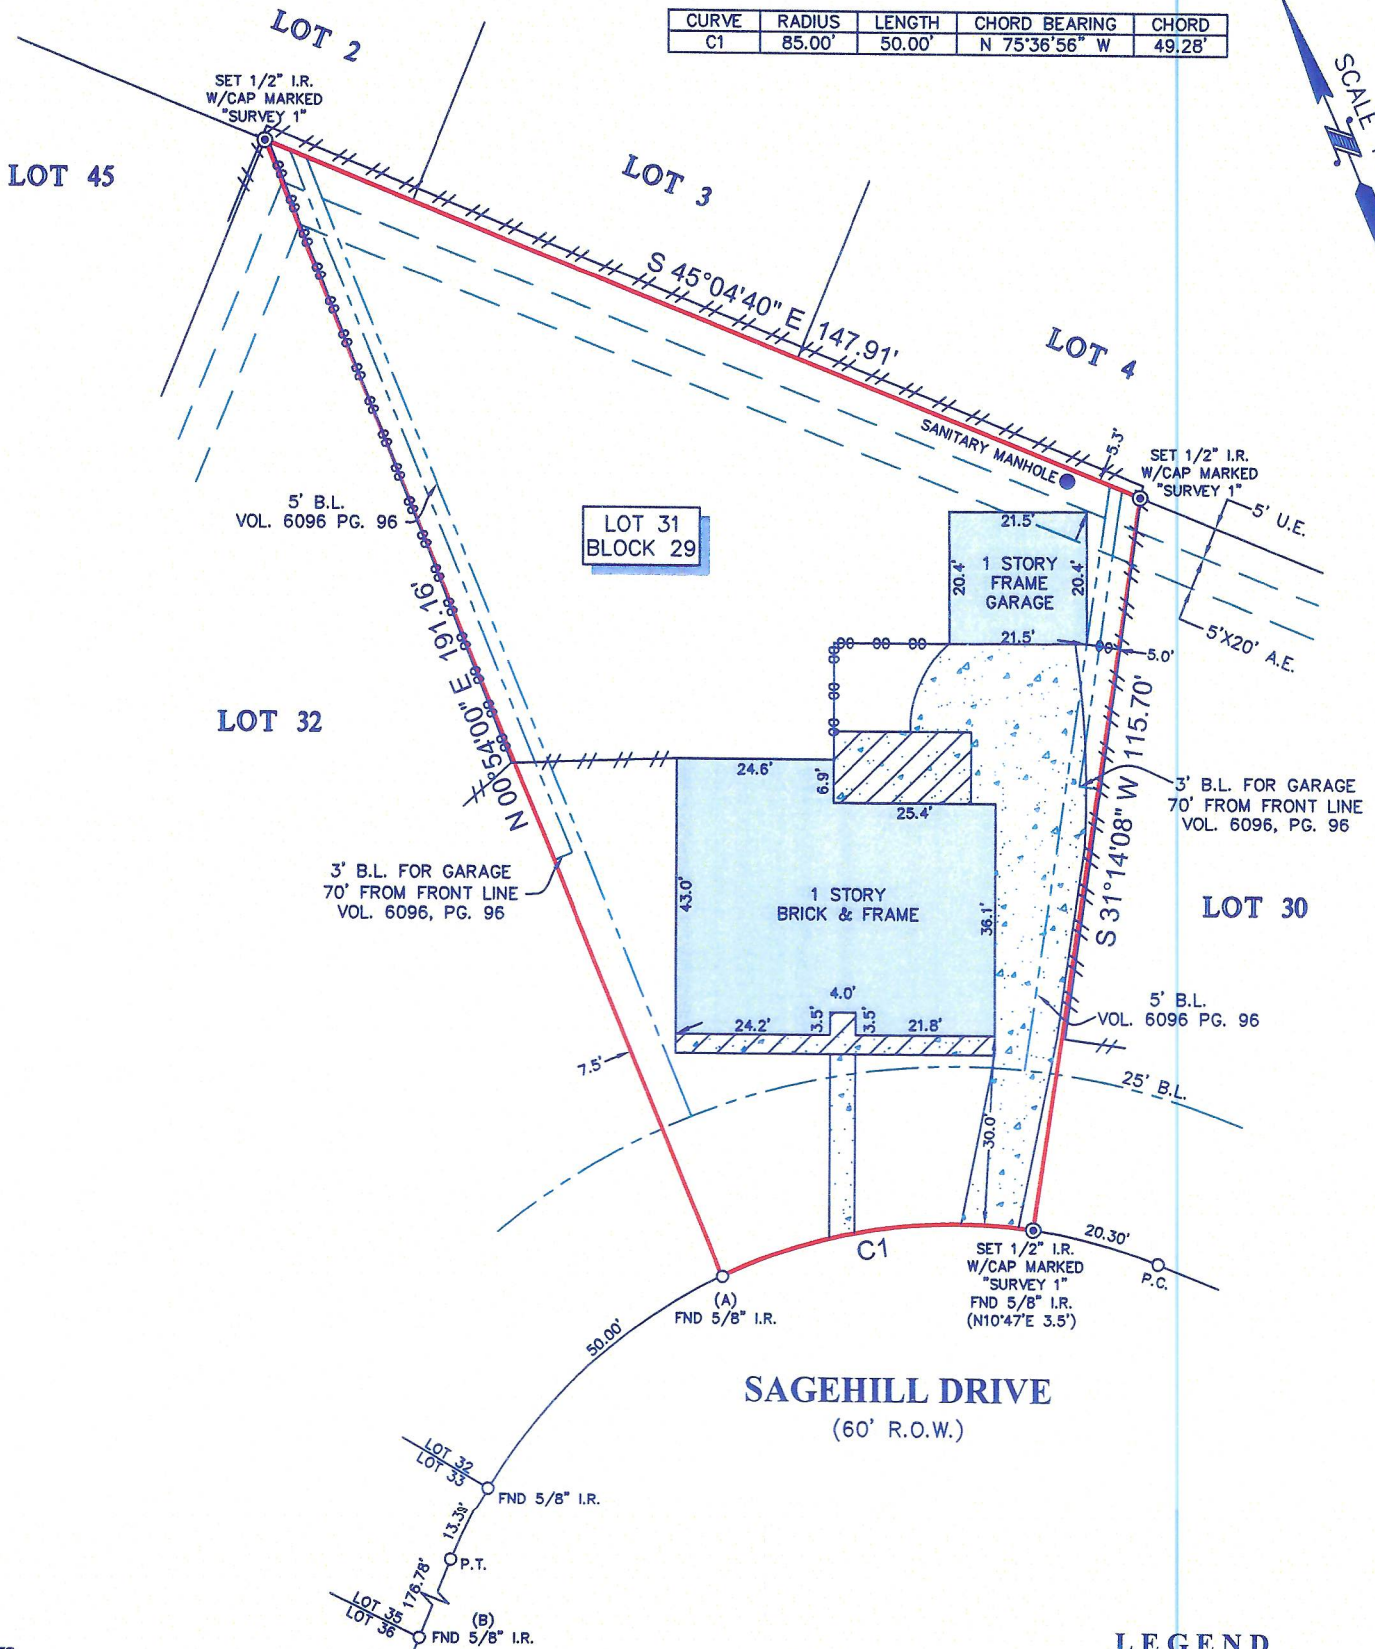 CURVE RADIUS LENGTH CHORD BEARING CHORD
C1 85.00' 50.00' N 75°36'56" W 49.28'
SCALE
LOT 2
SET 1/2" I.R.
W/CAP MARKED
"SURVEY 1"
LOT 45
LOT 3
S 45°04'40" E 147.91'
LOT 4
SANITARY MANHOLE
5.3'
SET 1/2" I.R.
W/CAP MARKED
"SURVEY 1"
5' U.E.
5'X20' A.E.
5' B.L.
VOL. 6096 PG. 96
LOT 31
BLOCK 29
21.5'
20.4'
1 STORY
FRAME
GARAGE
20.4'
21.5'
5.0'
N 00°54'00" E 191.16'
LOT 32
S 31°14'08" W 115.70'
24.6'
6.9'
25.4'
3' B.L. FOR GARAGE
70' FROM FRONT LINE
VOL. 6096, PG. 96
3' B.L. FOR GARAGE
70' FROM FRONT LINE
VOL. 6096, PG. 96
43.0'
1 STORY
BRICK & FRAME
36.1'
LOT 30
4.0'
24.2'
3.5'
3.5'
21.8'
5' B.L.
VOL. 6096 PG. 96
7.5'
25' B.L.
30.0'
C1
20.30'
P.C.
SET 1/2" I.R.
W/CAP MARKED
"SURVEY 1"
FND 5/8" I.R.
(N10°47'E 3.5')
(A)
FND 5/8" I.R.
50.00'
SAGEHILL DRIVE
(60' R.O.W.)
LOT 32
LOT 33
FND 5/8" I.R.
13.39'
P.T.
176.78'
LOT 35
LOT 36
(B)
FND 5/8" I.R.
LEGEND